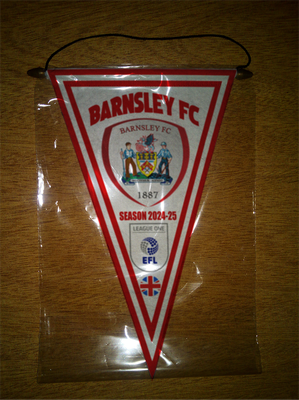 BARNSLEY FC
BARNSLEY FC
1887
SEASON 2024-25
LEAGUE ONE
EFL